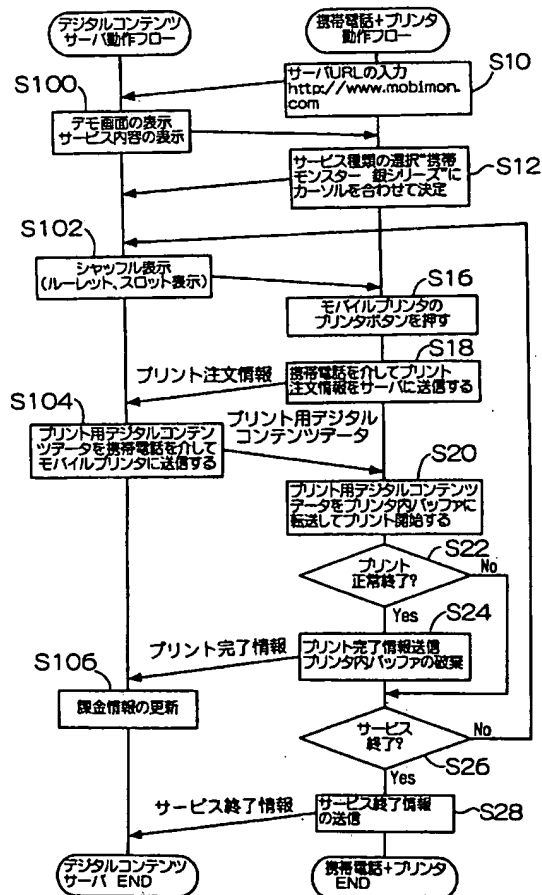 デジタルコンテンツ
サーバ動作フロー
携帯電話+プリンタ
動作フロー
S10
サーバURLの入力
http://www.mobimon.
com
S100
デモ画面の表示
サービス内容の表示
S12
サービス種類の選択"携帯
モンスター 銀シリーズ"に
カーソルを合わせて決定
S102
シャッフル表示
(ルーレット、スロット表示)
S16
モバイルプリンタの
プリンタボタンを押す
S18
携帯電話を介してプリント
注文情報をサーバに送信する
プリント注文情報
S104
プリント用デジタルコンテン
ツデータを携帯電話を介して
モバイルプリンタに送信する
プリント用デジタル
コンテンツデータ
S20
プリント用デジタルコンテンツ
データをプリンタ内バッファに
転送してプリント開始する
S22
プリント
正常終了?
No
Yes
S24
プリント完了情報送信
プリンタ内バッファの破棄
プリント完了情報
S106
課金情報の更新
サービス
終了?
No
S26
Yes
サービス終了情報
サービス終了情報
の送信
S28
デジタルコンテンツ
サーバ END
携帯電話+プリンタ
END